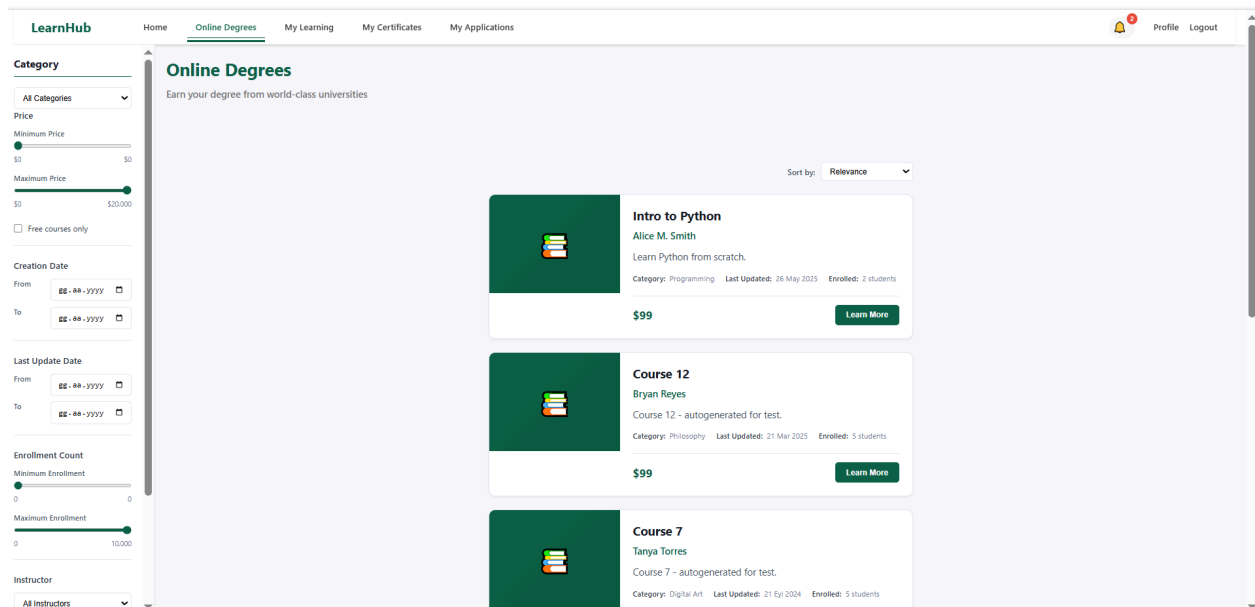 LearnHub Home Online Degrees My Learning My Certificates My Applications 2 Profile Logout
Category
All Categories
Price
Minimum Price
$0 $0
Maximum Price
$0 $20.000
Free courses only
Creation Date
From gg.aa.yyyy
To gg.aa.yyyy
Last Update Date
From gg.aa.yyyy
To gg.aa.yyyy
Enrollment Count
Minimum Enrollment
0 0
Maximum Enrollment
0 10.000
Instructor
All Instructors
Online Degrees
Earn your degree from world-class universities
Sort by: Relevance
Intro to Python
Alice M. Smith
Learn Python from scratch.
Category: Programming Last Updated: 26 May 2025 Enrolled: 2 students
$99 Learn More
Course 12
Bryan Reyes
Course 12 - autogenerated for test.
Category: Philosophy Last Updated: 21 Mar 2025 Enrolled: 5 students
$99 Learn More
Course 7
Tanya Torres
Course 7 - autogenerated for test.
Category: Digital Art Last Updated: 21 Eyl 2024 Enrolled: 5 students